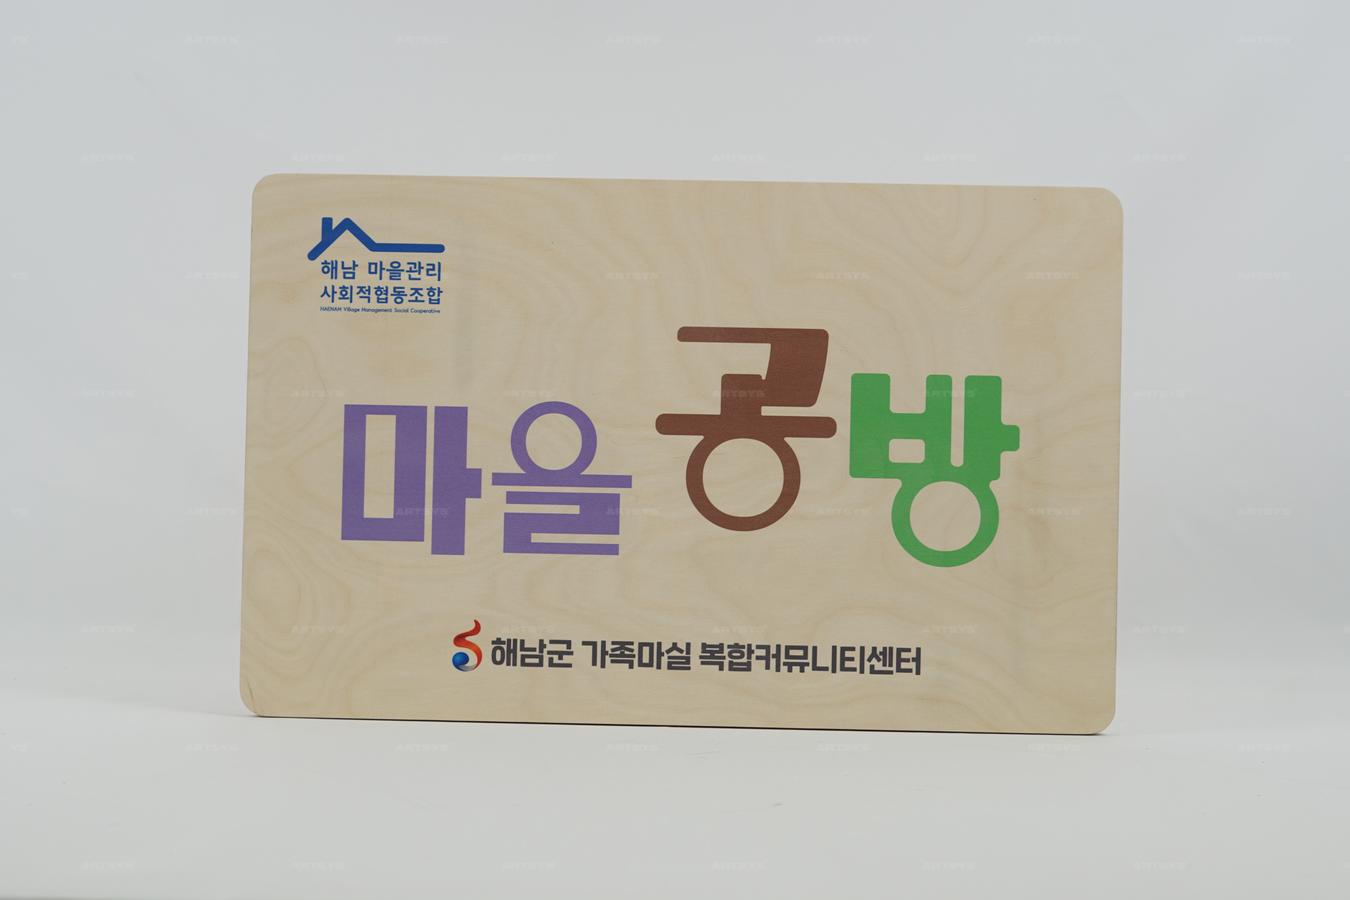 해남 마을관리
사회적협동조합
HAENAM Village Management Social Cooperative
마을 공방
해남군 가족마실 복합커뮤니티센터
ARTSYS